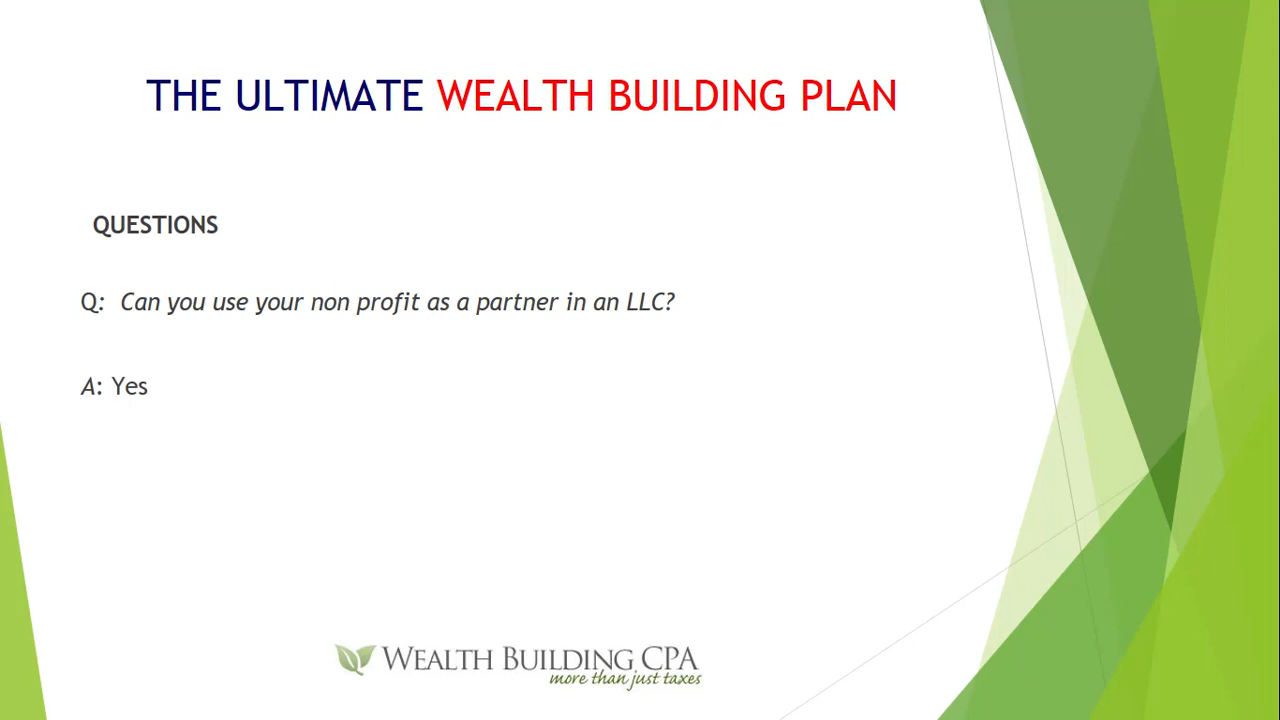 THE ULTIMATE WEALTH BUILDING PLAN
QUESTIONS
Q: Can you use your non profit as a partner in an LLC?
A: Yes
WEALTH BUILDING CPA
more than just taxes